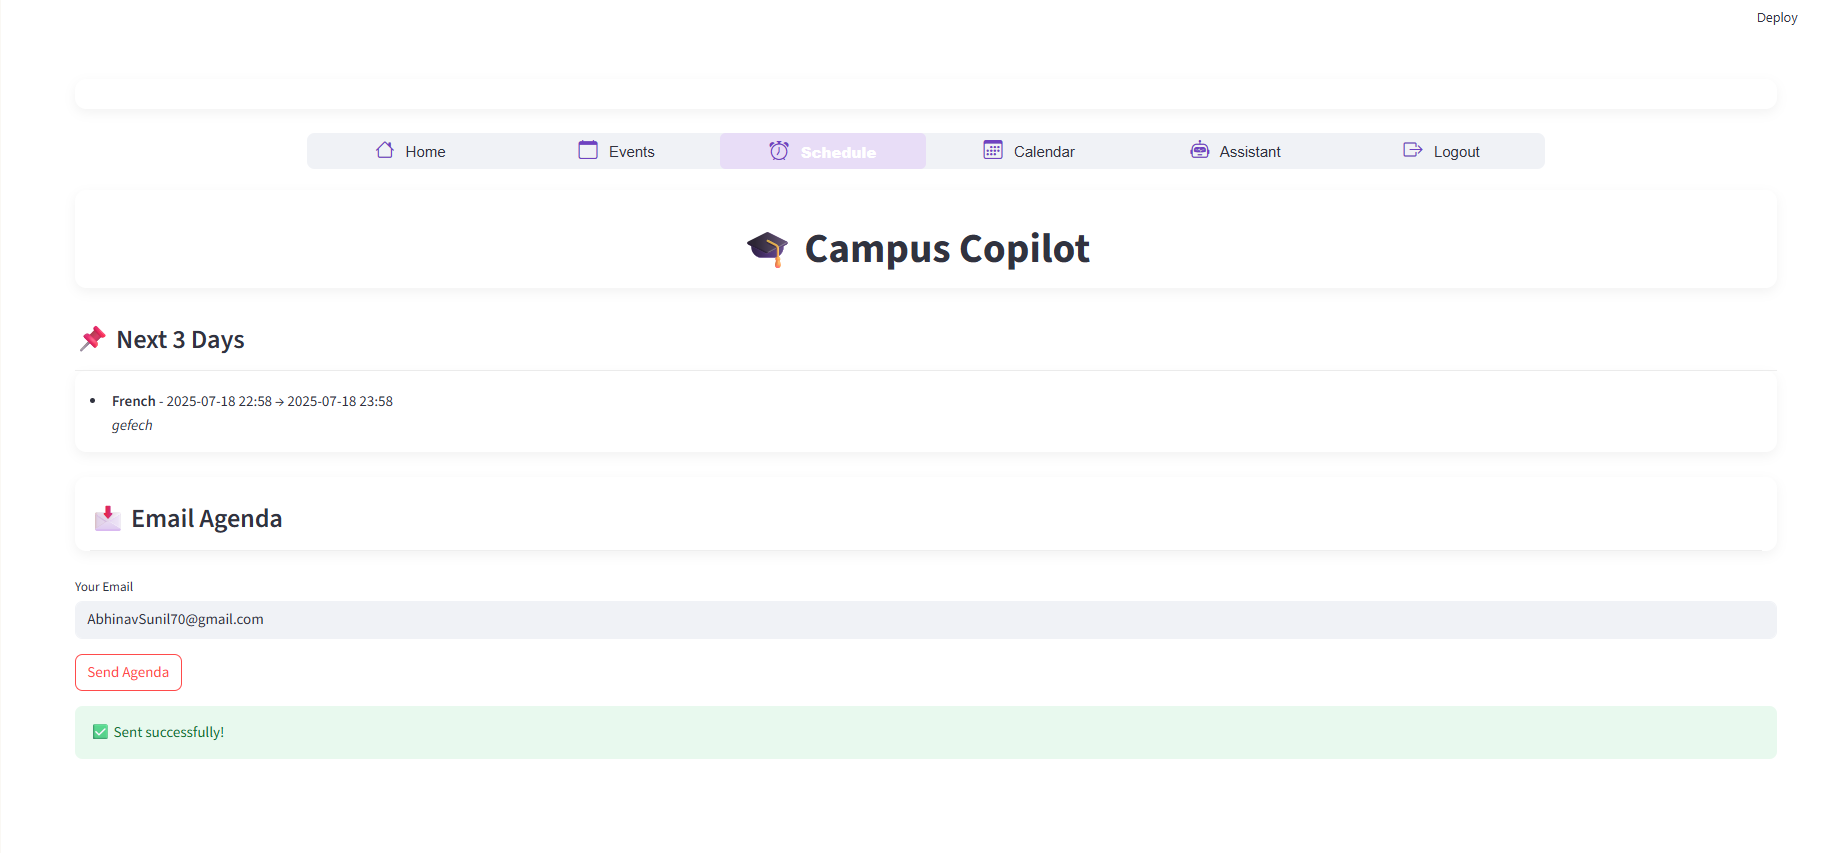 Deploy
Home Events Schedule Calendar Assistant Logout
Campus Copilot
Next 3 Days
French - 2025-07-18 22:58 → 2025-07-18 23:58
gefech
Email Agenda
Your Email
AbhinavSunil70@gmail.com
Send Agenda
Sent successfully!